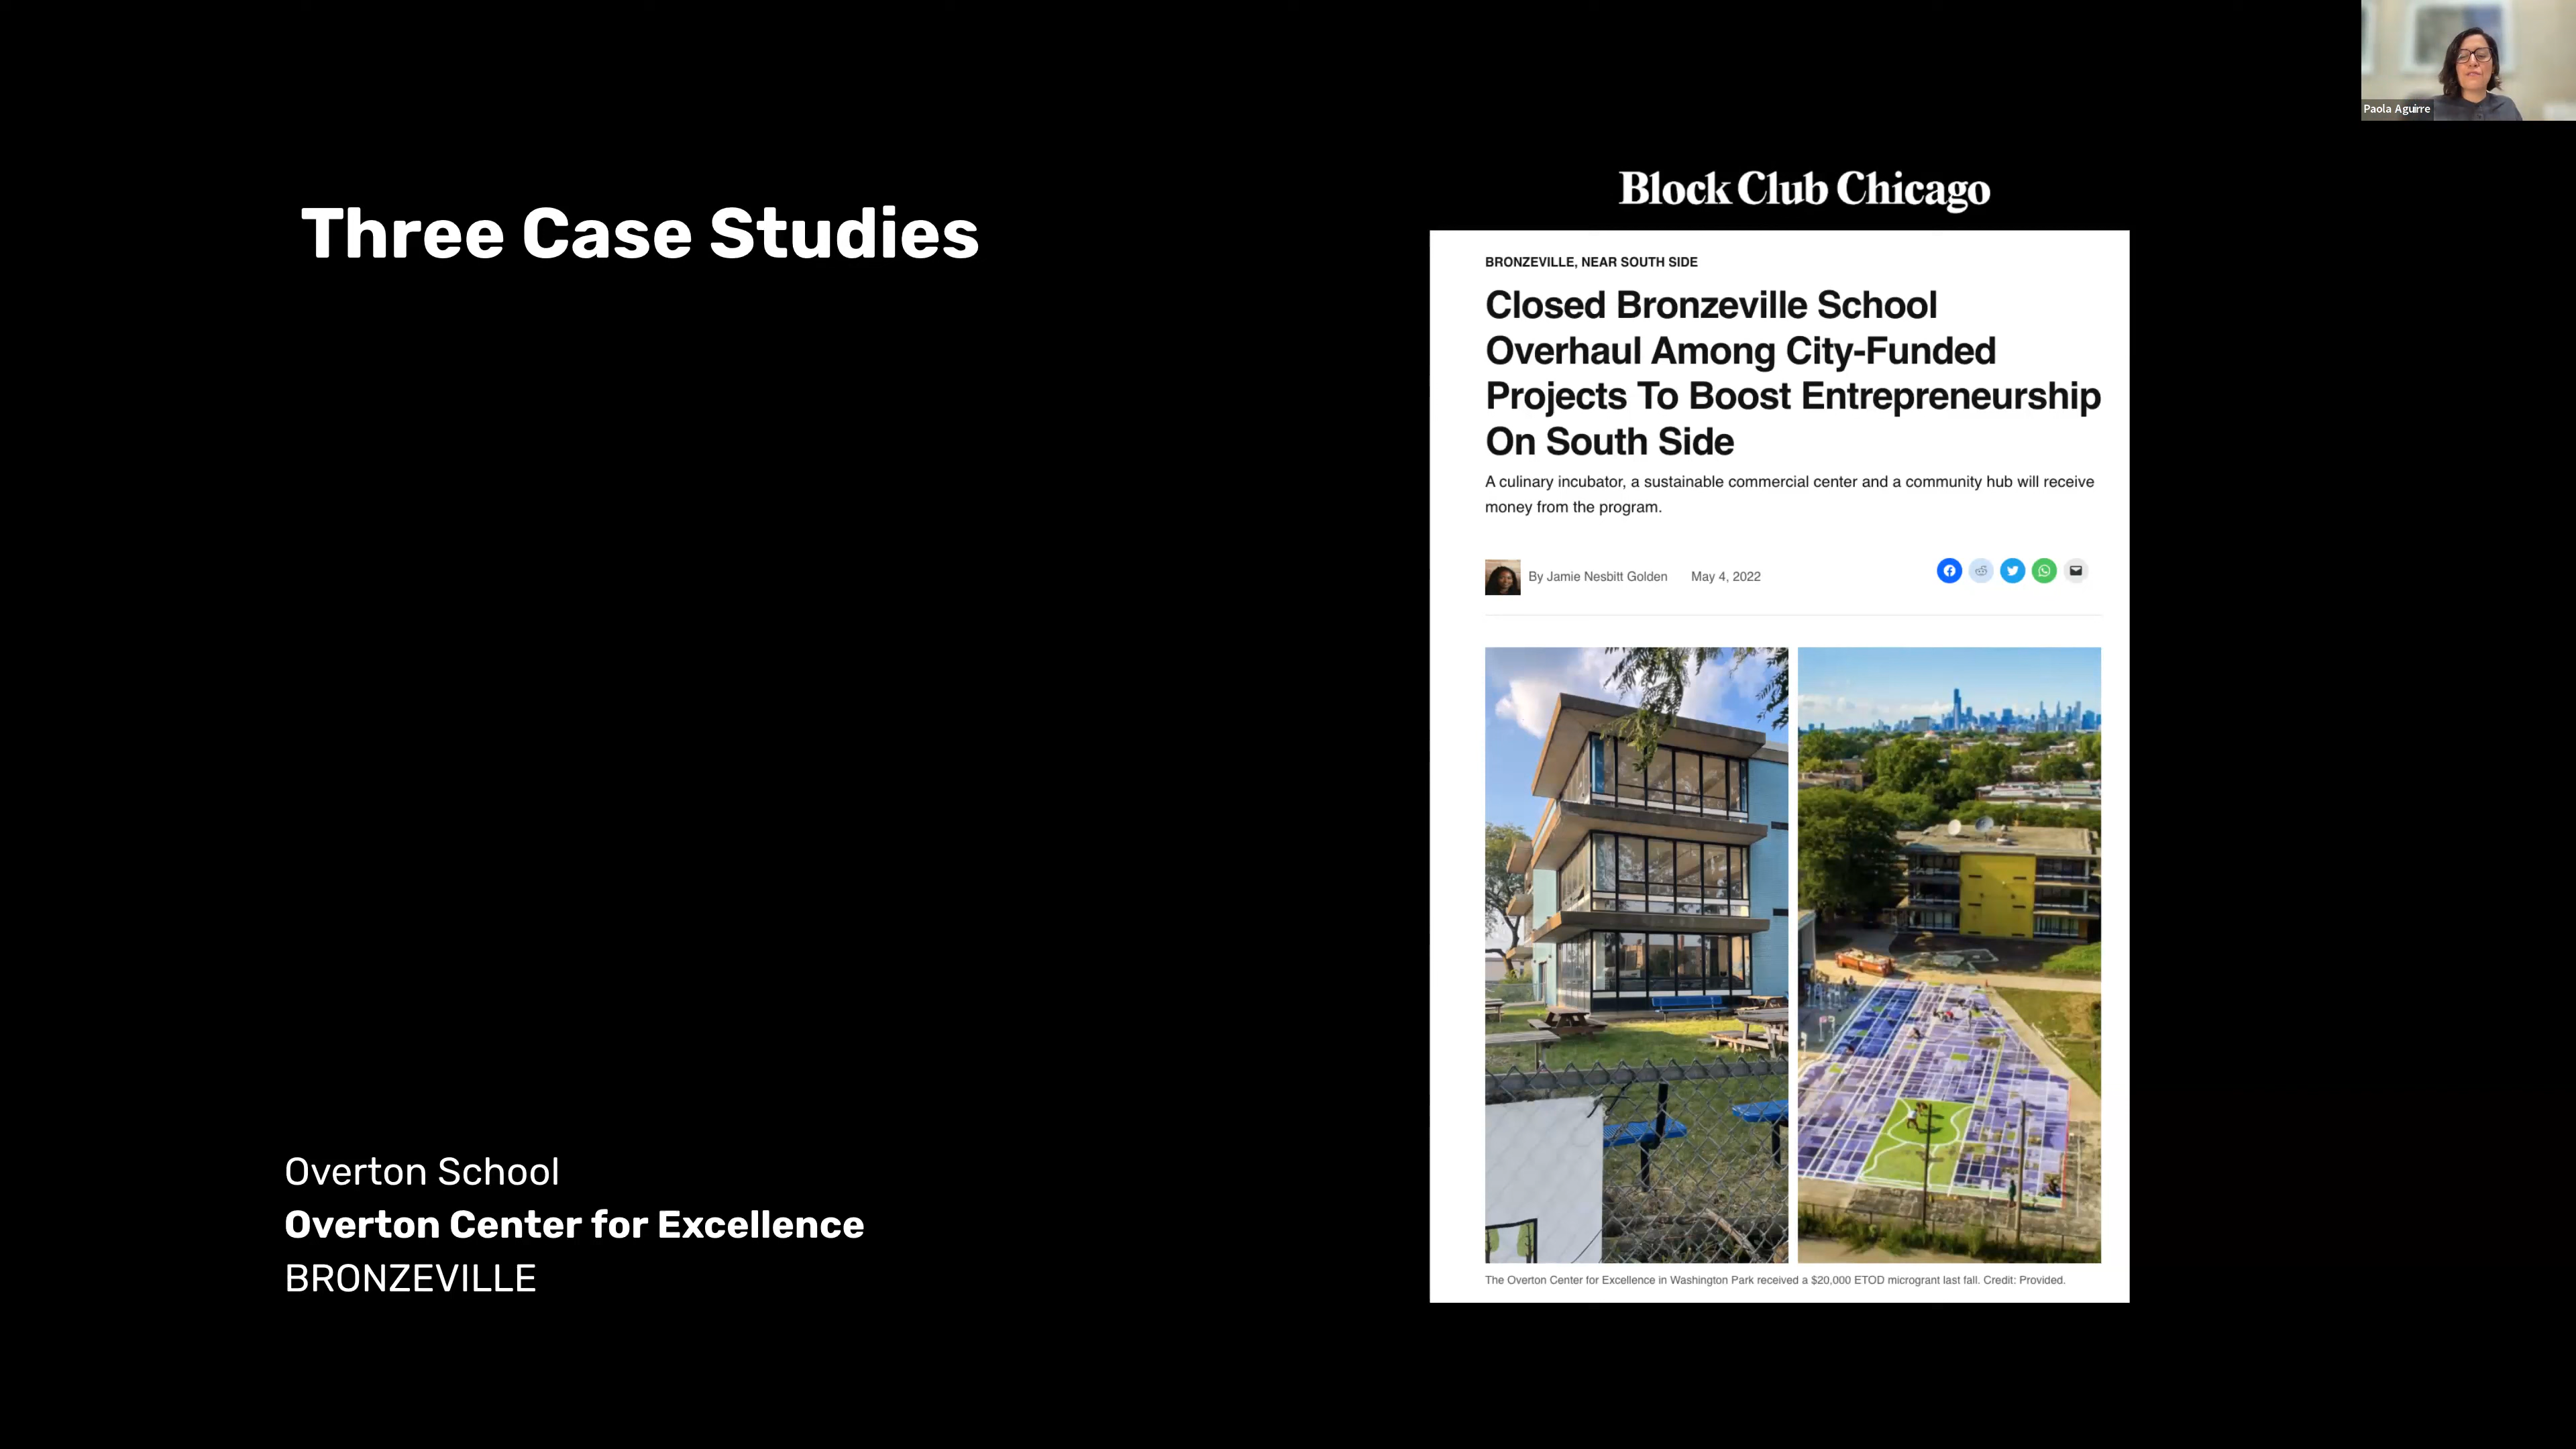 Paola Aguirre
Three Case Studies
Block Club Chicago
BRONZEVILLE, NEAR SOUTH SIDE
Closed Bronzeville School
Overhaul Among City-Funded
Projects To Boost Entrepreneurship
On South Side
A culinary incubator, a sustainable commercial center and a community hub will receive
money from the program.
By Jamie Nesbitt Golden May 4, 2022
The Overton Center for Excellence in Washington Park received a $20,000 ETOD microgrant last fall. Credit: Provided.
Overton School
Overton Center for Excellence
BRONZEVILLE